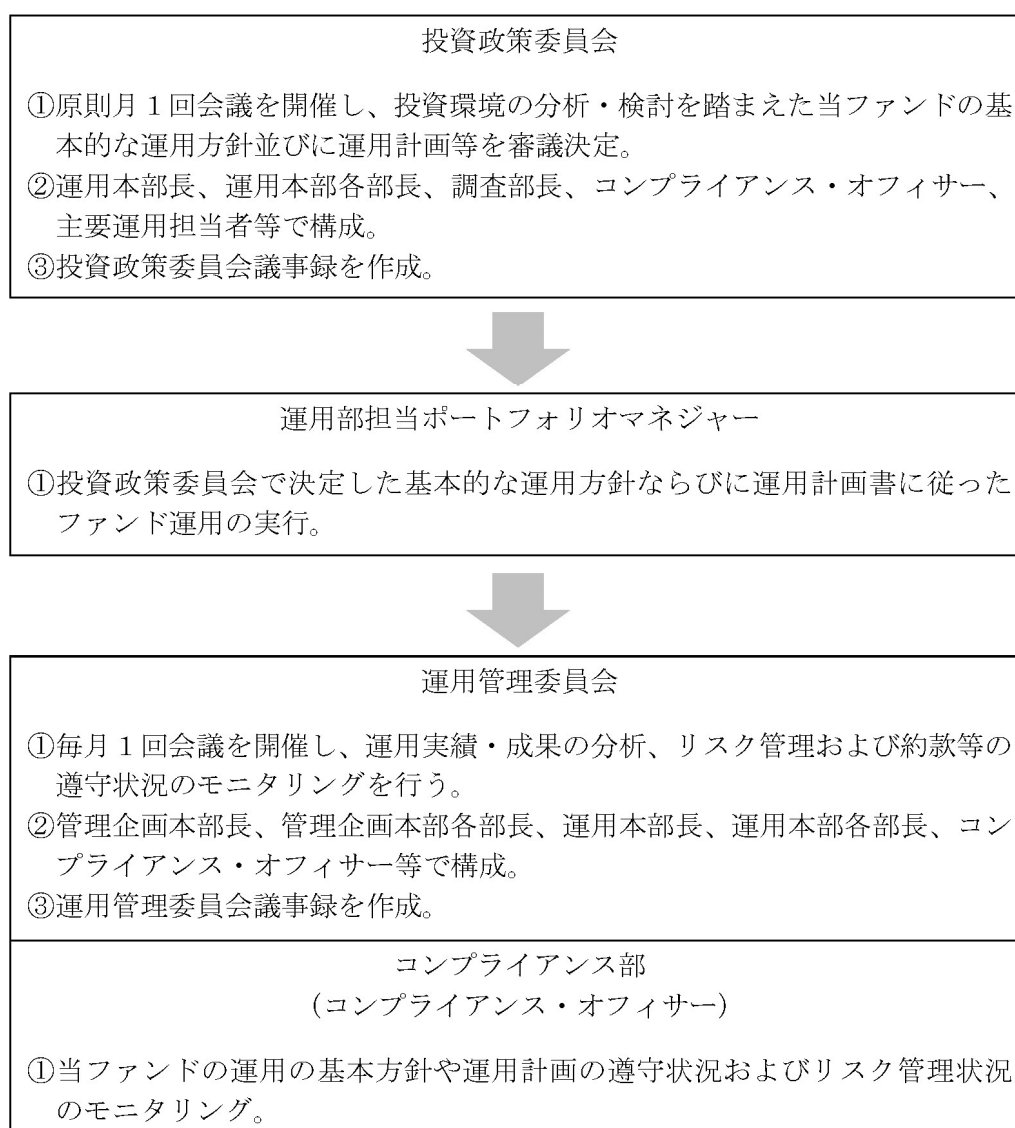 投資政策委員会
①原則月１回会議を開催し、投資環境の分析・検討を踏まえた当ファンドの基
本的な運用方針並びに運用計画等を審議決定。
②運用本部長、運用本部各部長、調査部長、コンプライアンス・オフィサー、
主要運用担当者等で構成。
③投資政策委員会議事録を作成。
運用部担当ポートフォリオマネジャー
①投資政策委員会で決定した基本的な運用方針ならびに運用計画書に従った
ファンド運用の実行。
運用管理委員会
①毎月１回会議を開催し、運用実績・成果の分析、リスク管理および約款等の
遵守状況のモニタリングを行う。
②管理企画本部長、管理企画本部各部長、運用本部長、運用本部各部長、コン
プライアンス・オフィサー等で構成。
③運用管理委員会議事録を作成。
コンプライアンス部
（コンプライアンス・オフィサー）
①当ファンドの運用の基本方針や運用計画の遵守状況およびリスク管理状況
のモニタリング。